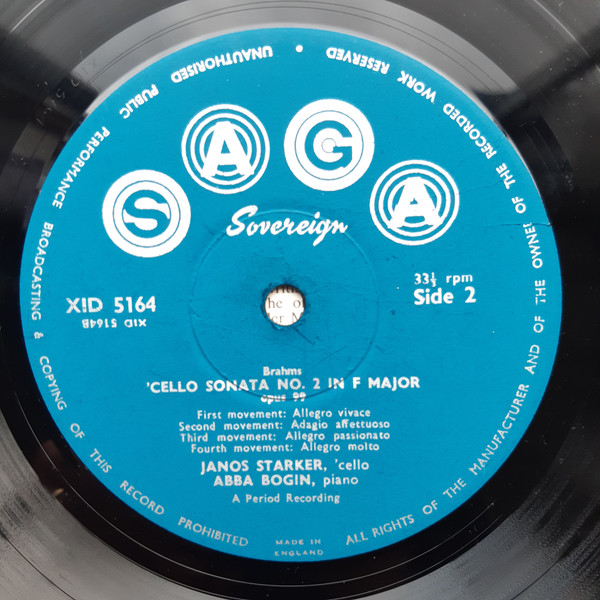 ALL RIGHTS OF THE MANUFACTURER AND OF THE OWNER OF THE RECORDED WORK RESERVED • UNAUTHORISED PUBLIC PERFORMANCE BROADCASTING & COPYING OF THIS RECORD PROHIBITED
SAGA
Sovereign
XID 5164
XID 5164B
33⅓ rpm
Side 2
Brahms
'CELLO SONATA NO. 2 IN F MAJOR
opus 99
First movement: Allegro vivace
Second movement: Adagio affettuoso
Third movement: Allegro passionato
Fourth movement: Allegro molto
JANOS STARKER, 'cello
ABBA BOGIN, piano
A Period Recording
MADE IN
ENGLAND